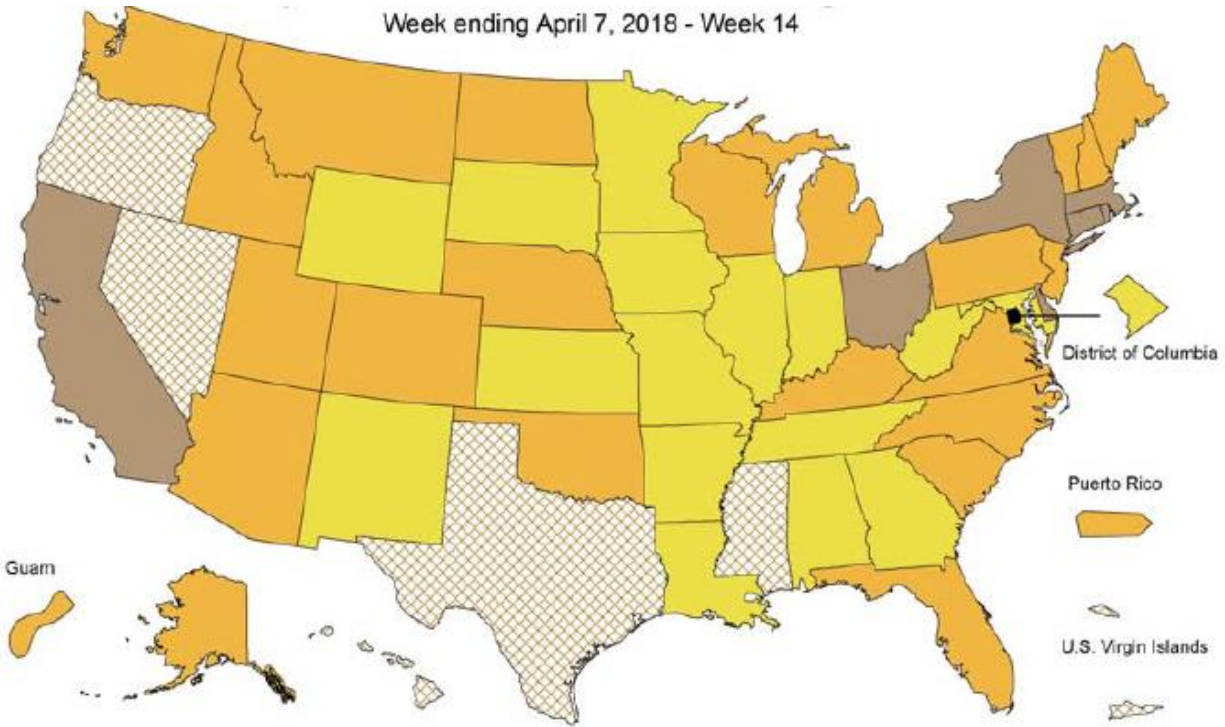 Week ending April 7, 2018 - Week 14
District of Columbia
Puerto Rico
Guam
U.S. Virgin Islands